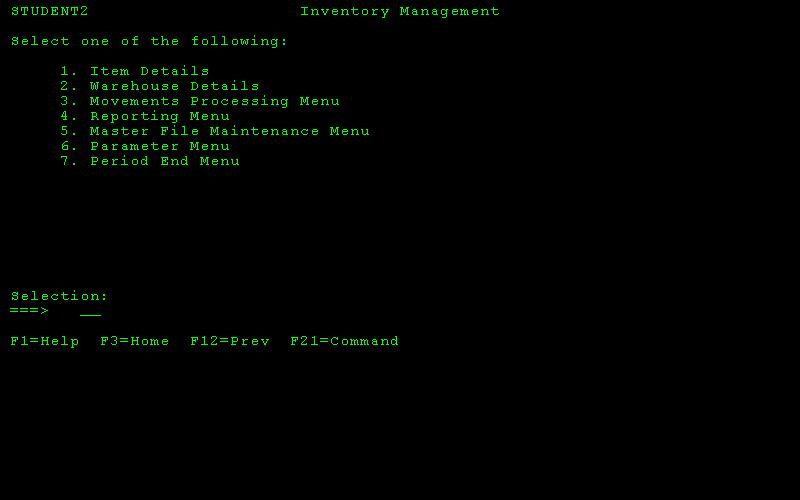 STUDENT2 Inventory Management
Select one of the following:
1. Item Details
2. Warehouse Details
3. Movements Processing Menu
4. Reporting Menu
5. Master File Maintenance Menu
6. Parameter Menu
7. Period End Menu
Selection:
===> __
F1=Help F3=Home F12=Prev F21=Command